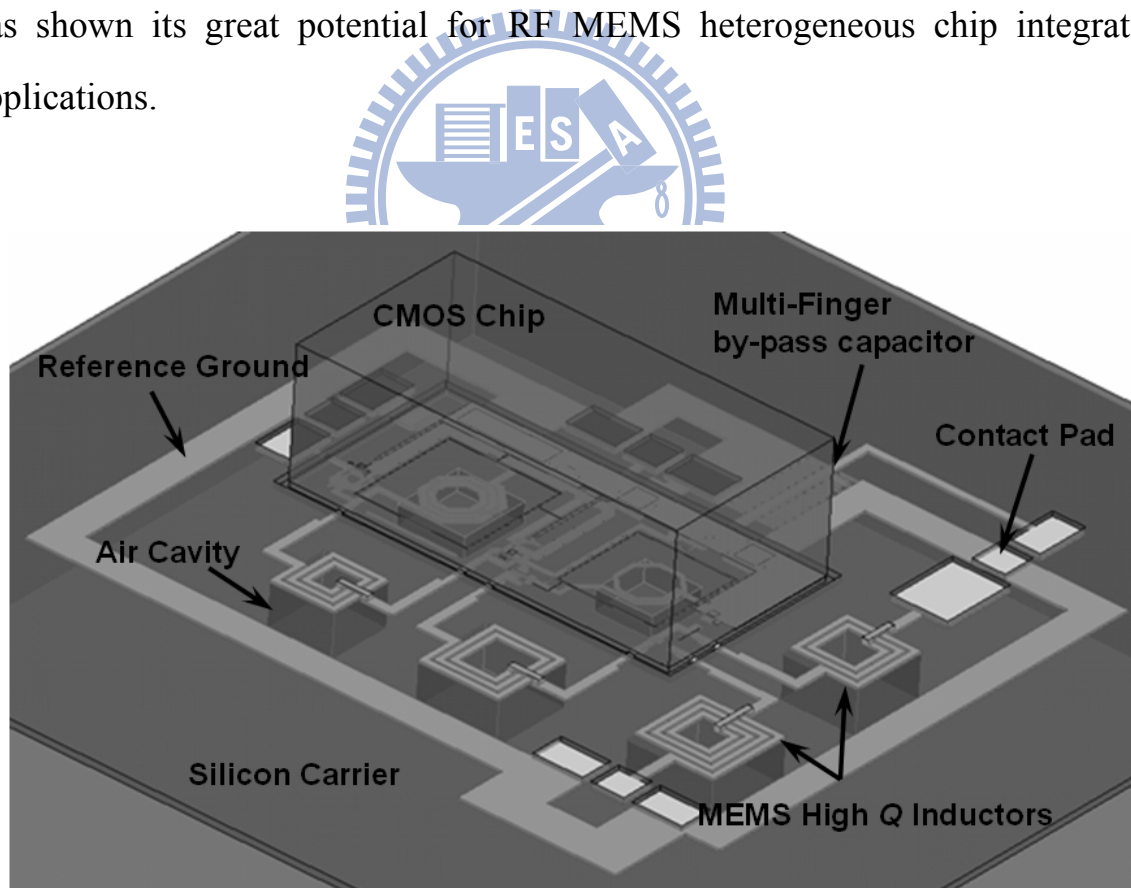 as shown its great potential for RF MEMS heterogeneous chip integrat
pplications.
E S A
8
CMOS Chip
Multi-Finger
by-pass capacitor
Reference Ground
Contact Pad
Air Cavity
Silicon Carrier
MEMS High Q Inductors